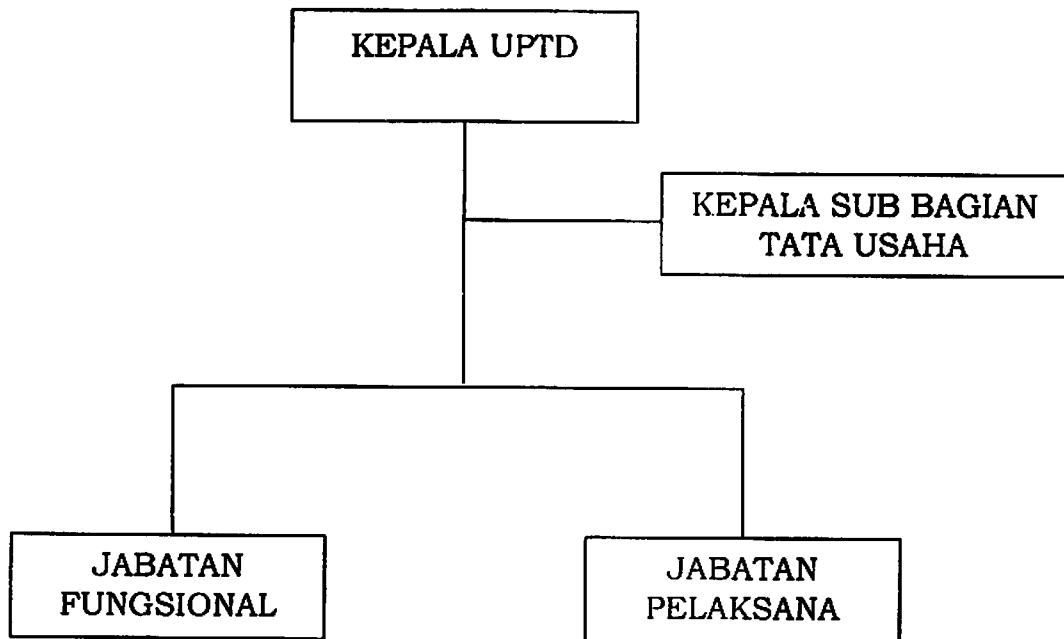 KEPALA UPTD
KEPALA SUB BAGIAN
TATA USAHA
JABATAN
FUNGSIONAL
JABATAN
PELAKSANA